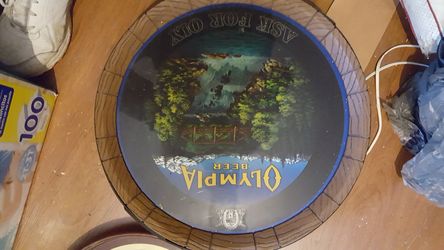 OLYMPIA
BEER
ASK FOR OLY
100